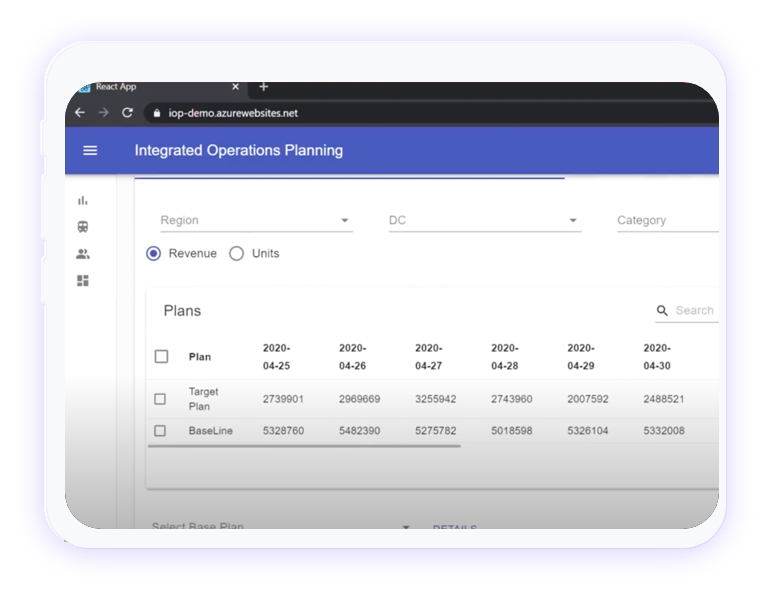 React App
iop-demo.azurewebsites.net
Integrated Operations Planning
Region DC Category
Revenue Units
Plans Search
Plan 2020-04-25 2020-04-26 2020-04-27 2020-04-28 2020-04-29 2020-04-30
Target Plan 2739901 2969669 3255942 2743960 2007592 2488521
BaseLine 5328760 5482390 5275782 5018598 5326104 5332008
Select Base Plan DETAILS